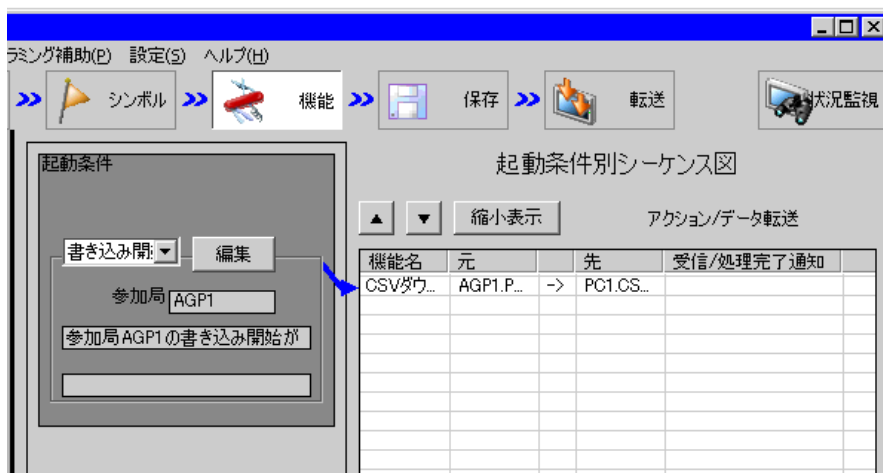 ラミング補助(P) 設定(S) ヘルプ(H)
シンボル 機能 保存 転送 状況監視
起動条件
起動条件別シーケンス図
縮小表示
アクション/データ転送
書き込み開
編集
機能名 元 先 受信/処理完了通知
CSVダウ... AGP1.P... -> PC1.CS...
参加局 AGP1
参加局AGP1の書き込み開始が